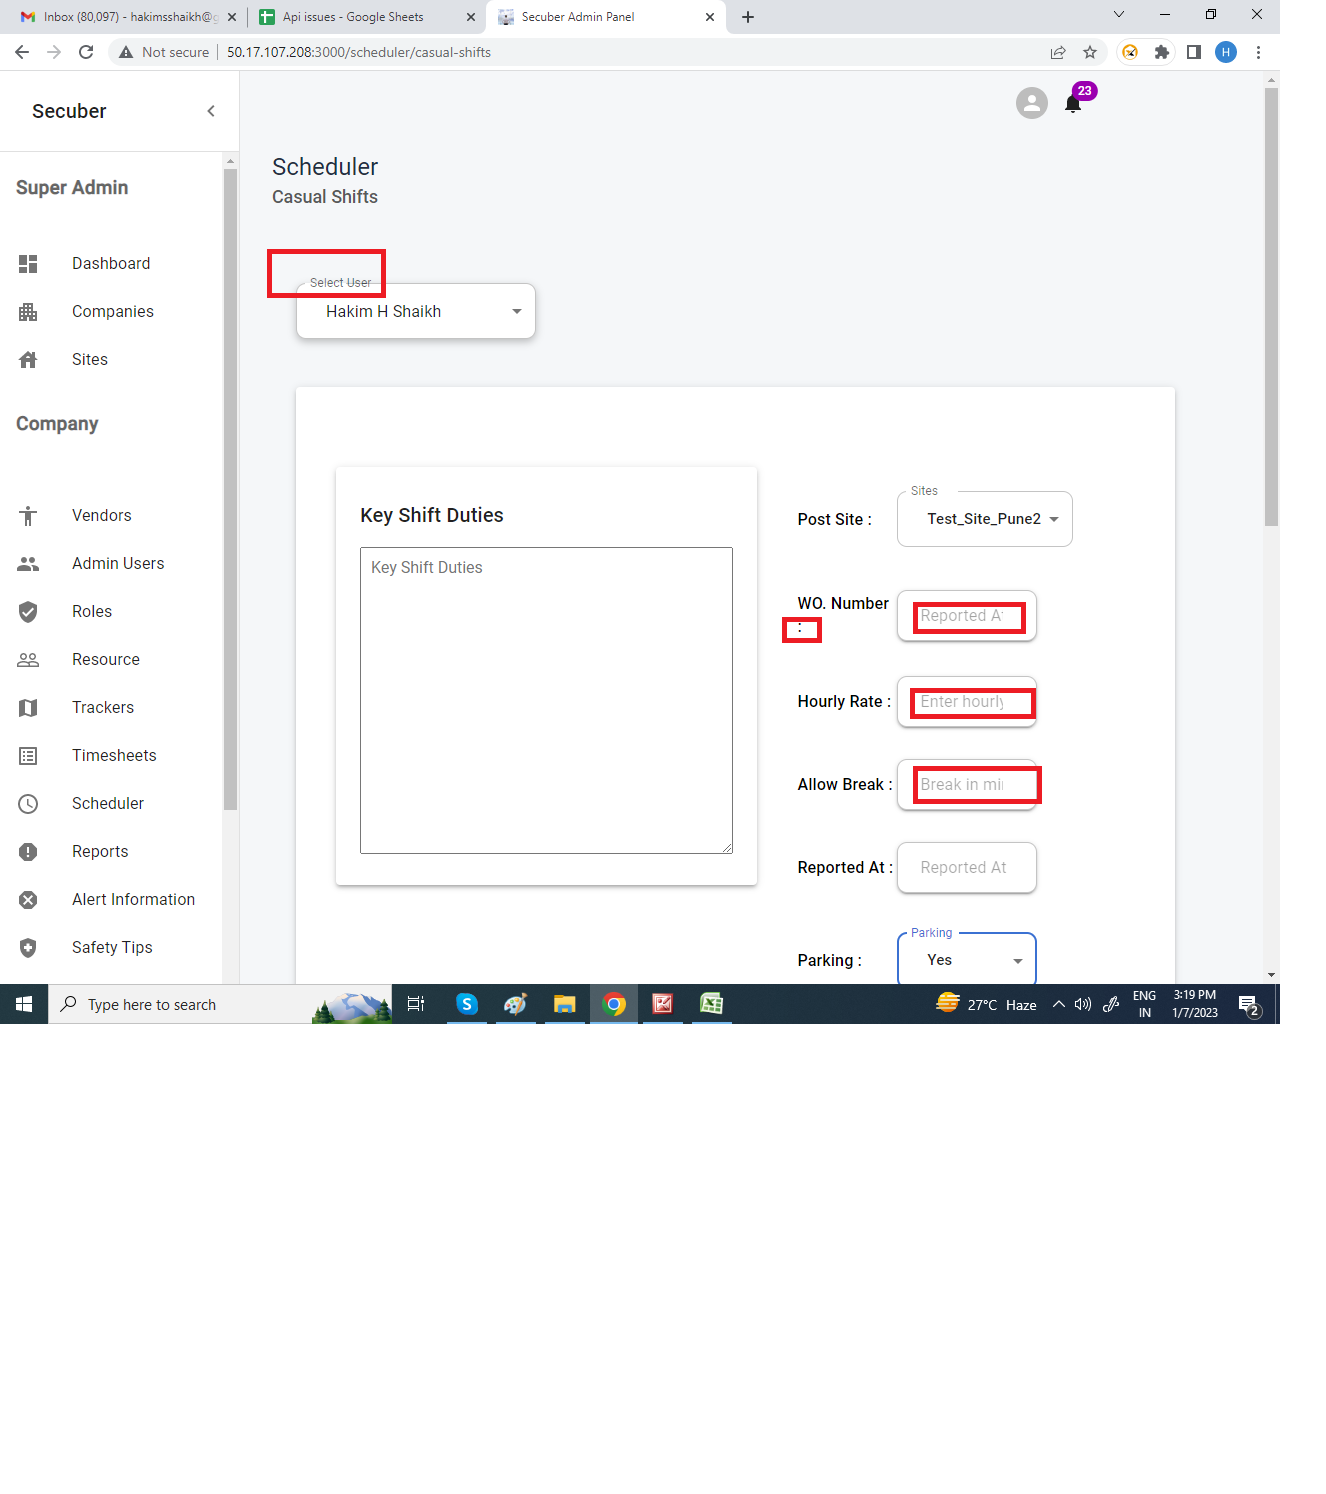 Inbox (80,097) - hakimsshaikh@g
Api issues - Google Sheets
Secuber Admin Panel
Not secure
50.17.107.208:3000/scheduler/casual-shifts
H
Secuber
23
Super Admin
Scheduler
Casual Shifts
Dashboard
Companies
Sites
Select User
Hakim H Shaikh
Company
Vendors
Admin Users
Roles
Resource
Trackers
Timesheets
Scheduler
Reports
Alert Information
Safety Tips
Key Shift Duties
Key Shift Duties
Post Site :
Sites
Test_Site_Pune2
WO. Number
:
Reported At
Hourly Rate :
Enter hourly
Allow Break :
Break in mi
Reported At :
Reported At
Parking :
Parking
Yes
Type here to search
27°C Haze
ENG
IN
3:19 PM
1/7/2023
2